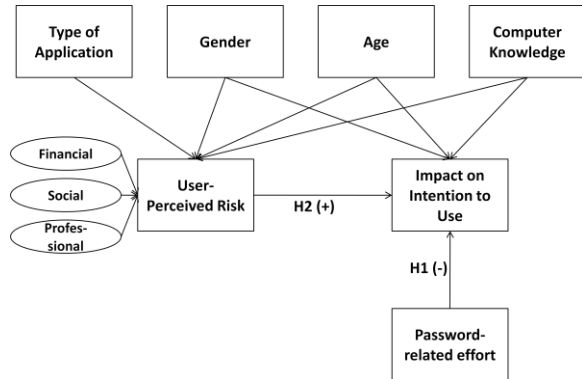 Type of
Application
Gender
Age
Computer
Knowledge
Financial
Social
Profes-
sional
User-
Perceived Risk
H2 (+)
Impact on
Intention to
Use
H1 (-)
Password-
related effort